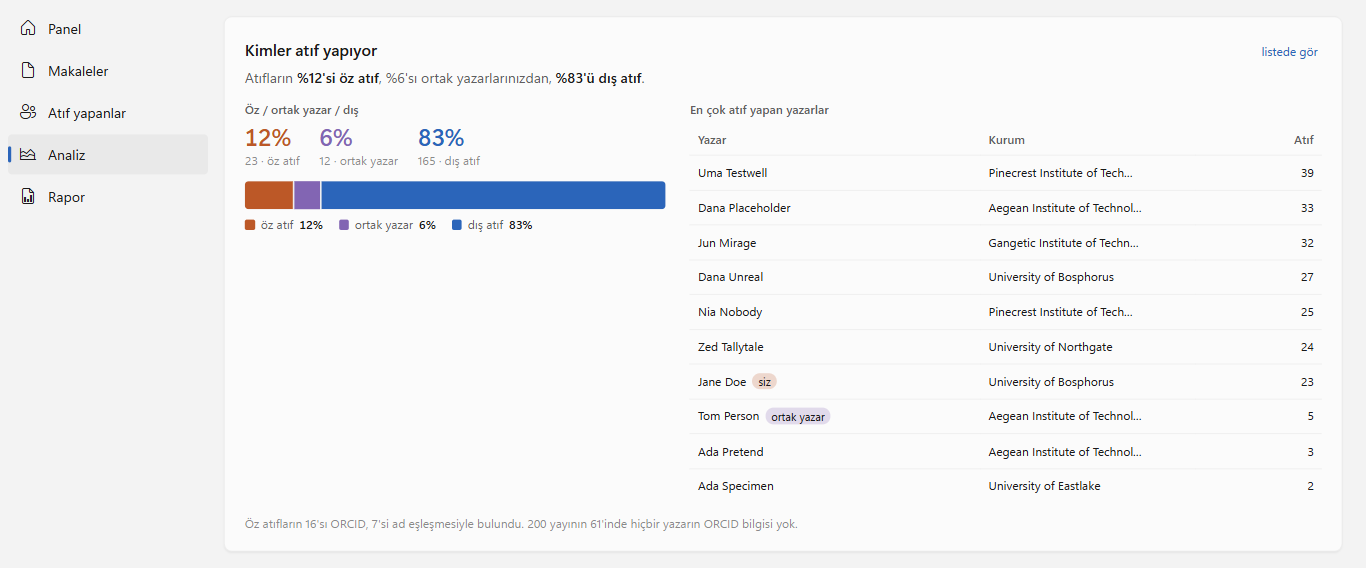 Panel
Makaleler
Atıf yapanlar
Analiz
Rapor
Kimler atıf yapıyor
listede gör
Atıfların %12'si öz atıf, %6'sı ortak yazarlarınızdan, %83'ü dış atıf.
Öz / ortak yazar / dış
12% 6% 83%
23 · öz atıf 12 · ortak yazar 165 · dış atıf
öz atıf 12% ortak yazar 6% dış atıf 83%
En çok atıf yapan yazarlar
Yazar Kurum Atıf
Uma Testwell Pinecrest Institute of Tech... 39
Dana Placeholder Aegean Institute of Technol... 33
Jun Mirage Gangetic Institute of Techn... 32
Dana Unreal University of Bosphorus 27
Nia Nobody Pinecrest Institute of Tech... 25
Zed Tallytale University of Northgate 24
Jane Doe siz University of Bosphorus 23
Tom Person ortak yazar Aegean Institute of Technol... 5
Ada Pretend Aegean Institute of Technol... 3
Ada Specimen University of Eastlake 2
Öz atıfların 16'sı ORCID, 7'si ad eşleşmesiyle bulundu. 200 yayının 61'inde hiçbir yazarın ORCID bilgisi yok.